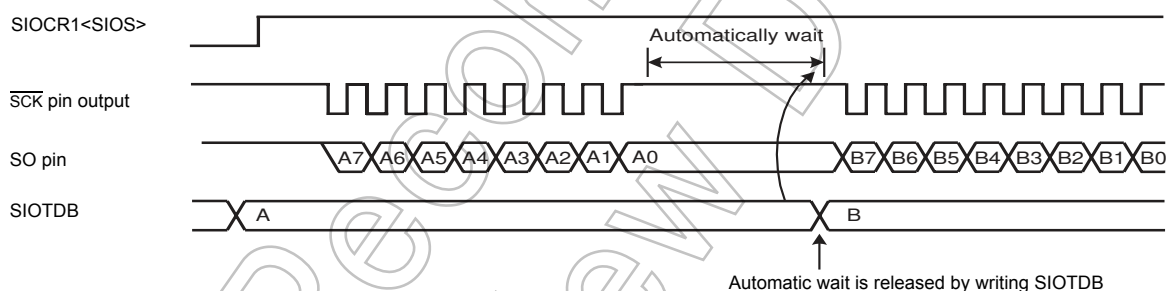 SIOCR1<SIOS>
Automatically wait
SCK pin output
SO pin
A7 A6 A5 A4 A3 A2 A1 A0 B7 B6 B5 B4 B3 B2 B1 B0
SIOTDB
A B
Automatic wait is released by writing SIOTDB